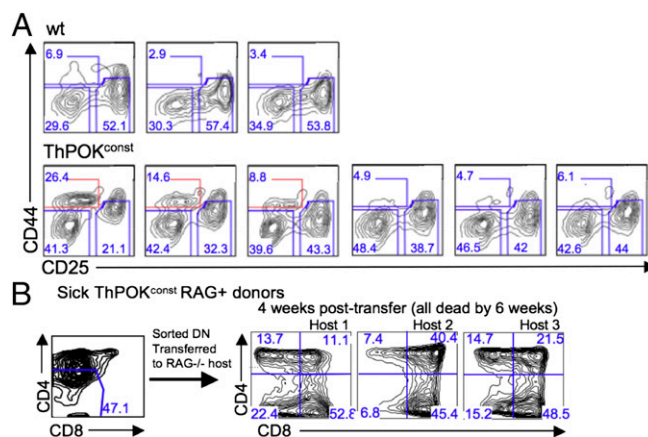 A
wt
6.9
2.9
3.4
29.6
52.1
30.3
57.4
34.9
53.8
ThPOKconst
26.4
14.6
8.8
4.9
4.7
6.1
41.3
21.1
42.4
32.3
39.6
43.3
48.4
38.7
46.5
42
42.6
44
CD44
CD25
B
Sick ThPOKconst RAG+ donors
4 weeks post-transfer (all dead by 6 weeks)
Sorted DN
Transferred
to RAG-/- host
Host 1
Host 2
Host 3
13.7
11.1
7.4
40.4
14.7
21.5
CD4
47.1
CD4
22.4
52.8
6.8
45.4
15.2
48.5
CD8
CD8